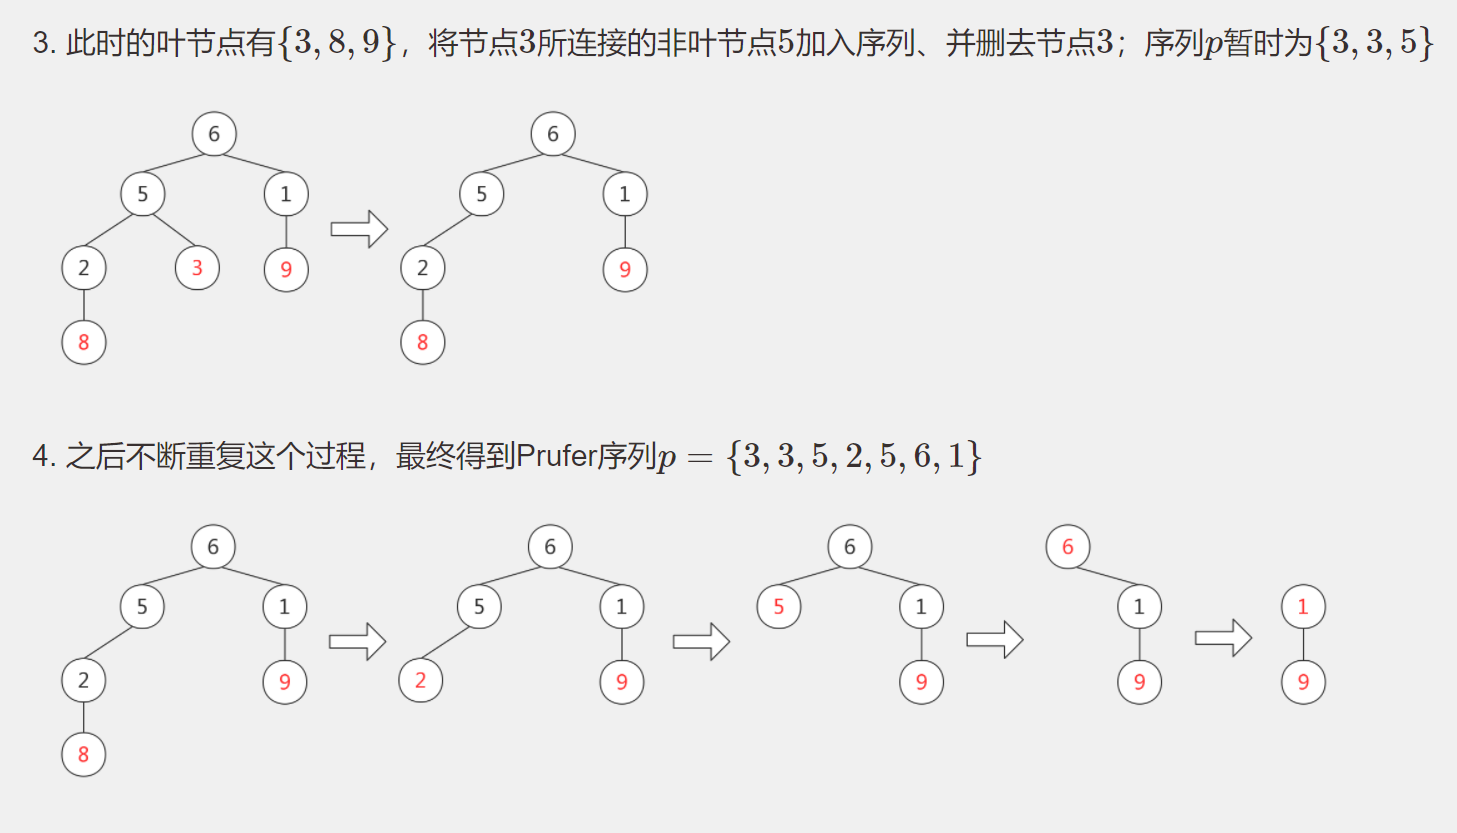 3. 此时的叶节点有{3, 8, 9}，将节点3所连接的非叶节点5加入序列、并删去节点3；序列p暂时为{3, 3, 5}
6 6
5 1 5 1
2 3 9 2 9
8 8
4. 之后不断重复这个过程，最终得到Prufer序列p = {3, 3, 5, 2, 5, 6, 1}
6 6 6 6
5 1 5 1 5 1 1 1
2 9 2 9 9 9 9
8